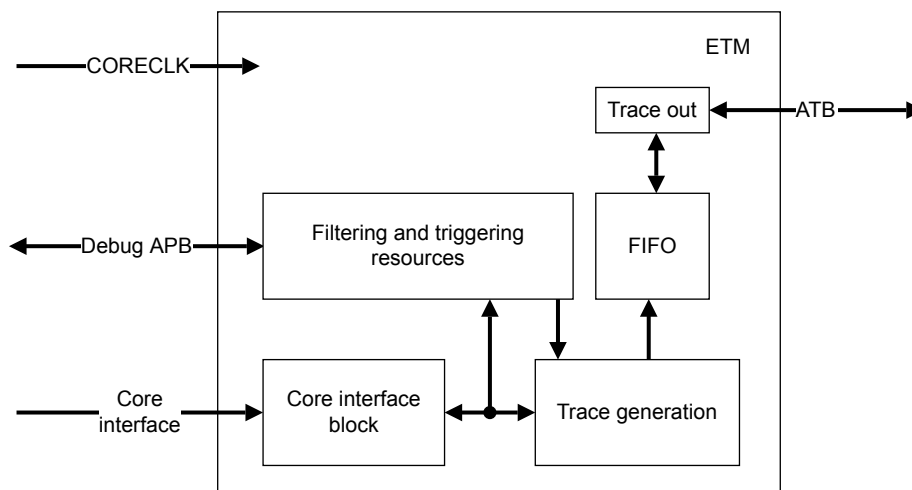 ETM
CORECLK
Trace out
ATB
Debug APB
Filtering and triggering
resources
FIFO
Core
interface
Core interface
block
Trace generation